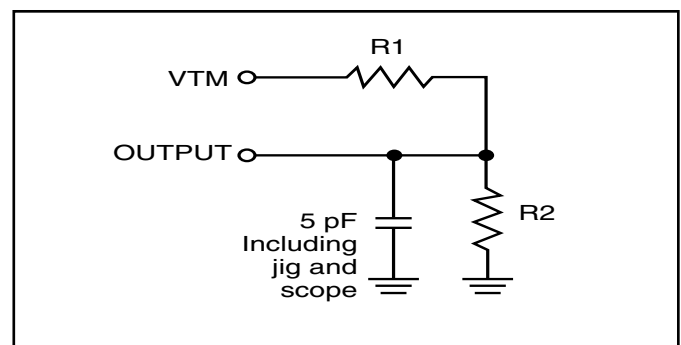 R1
VTM
OUTPUT
R2
5 pF
Including
jig and
scope